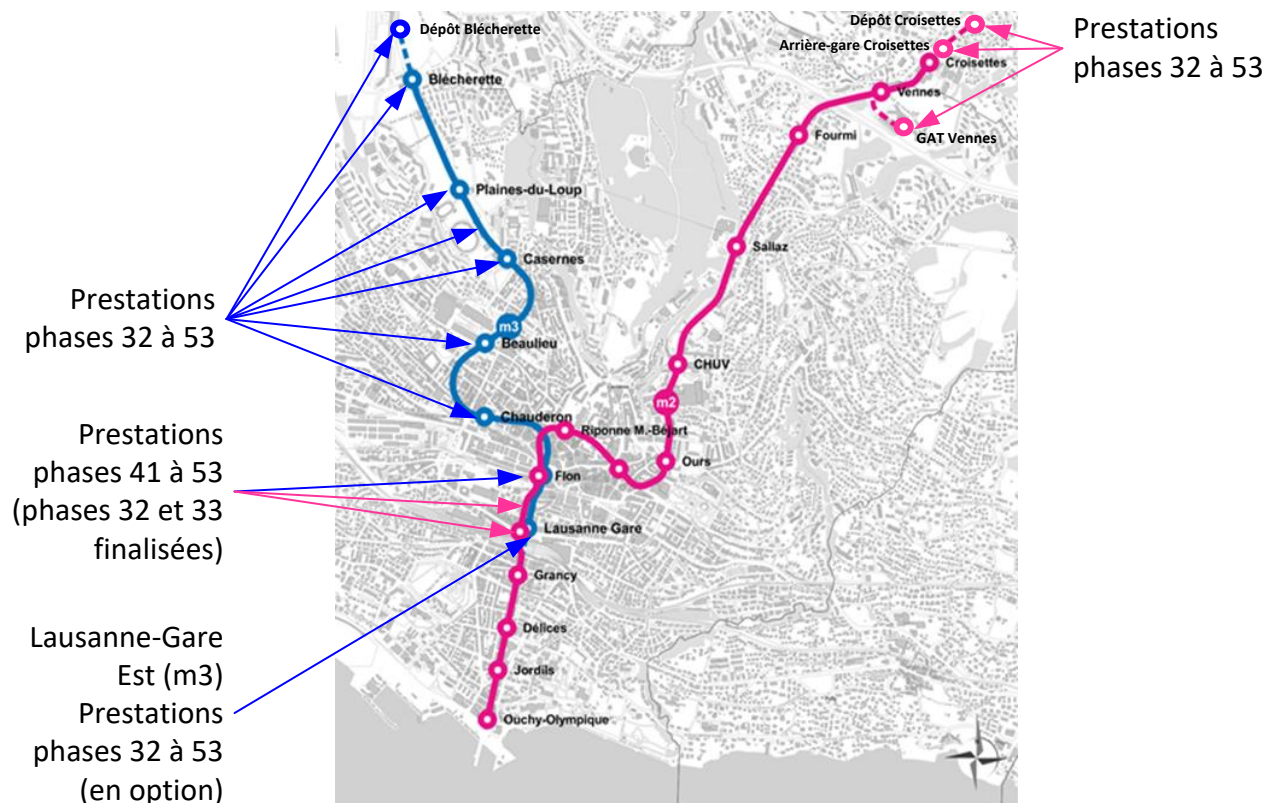 Dépôt Blécherette
Blécherette
Plaines-du-Loup
Casernes
m3
Beaulieu
Chauderon
Dépôt Croisettes
Arrière-gare Croisettes
Croisettes
Vennes
GAT Vennes
Fourmi
Sallaz
CHUV
m2
Riponne M.-Béjart
Ours
Flon
Lausanne Gare
Grancy
Délices
Jordils
Ouchy-Olympique
Prestations
phases 32 à 53
Prestations
phases 32 à 53
Prestations
phases 41 à 53
(phases 32 et 33
finalisées)
Lausanne-Gare
Est (m3)
Prestations
phases 32 à 53
(en option)